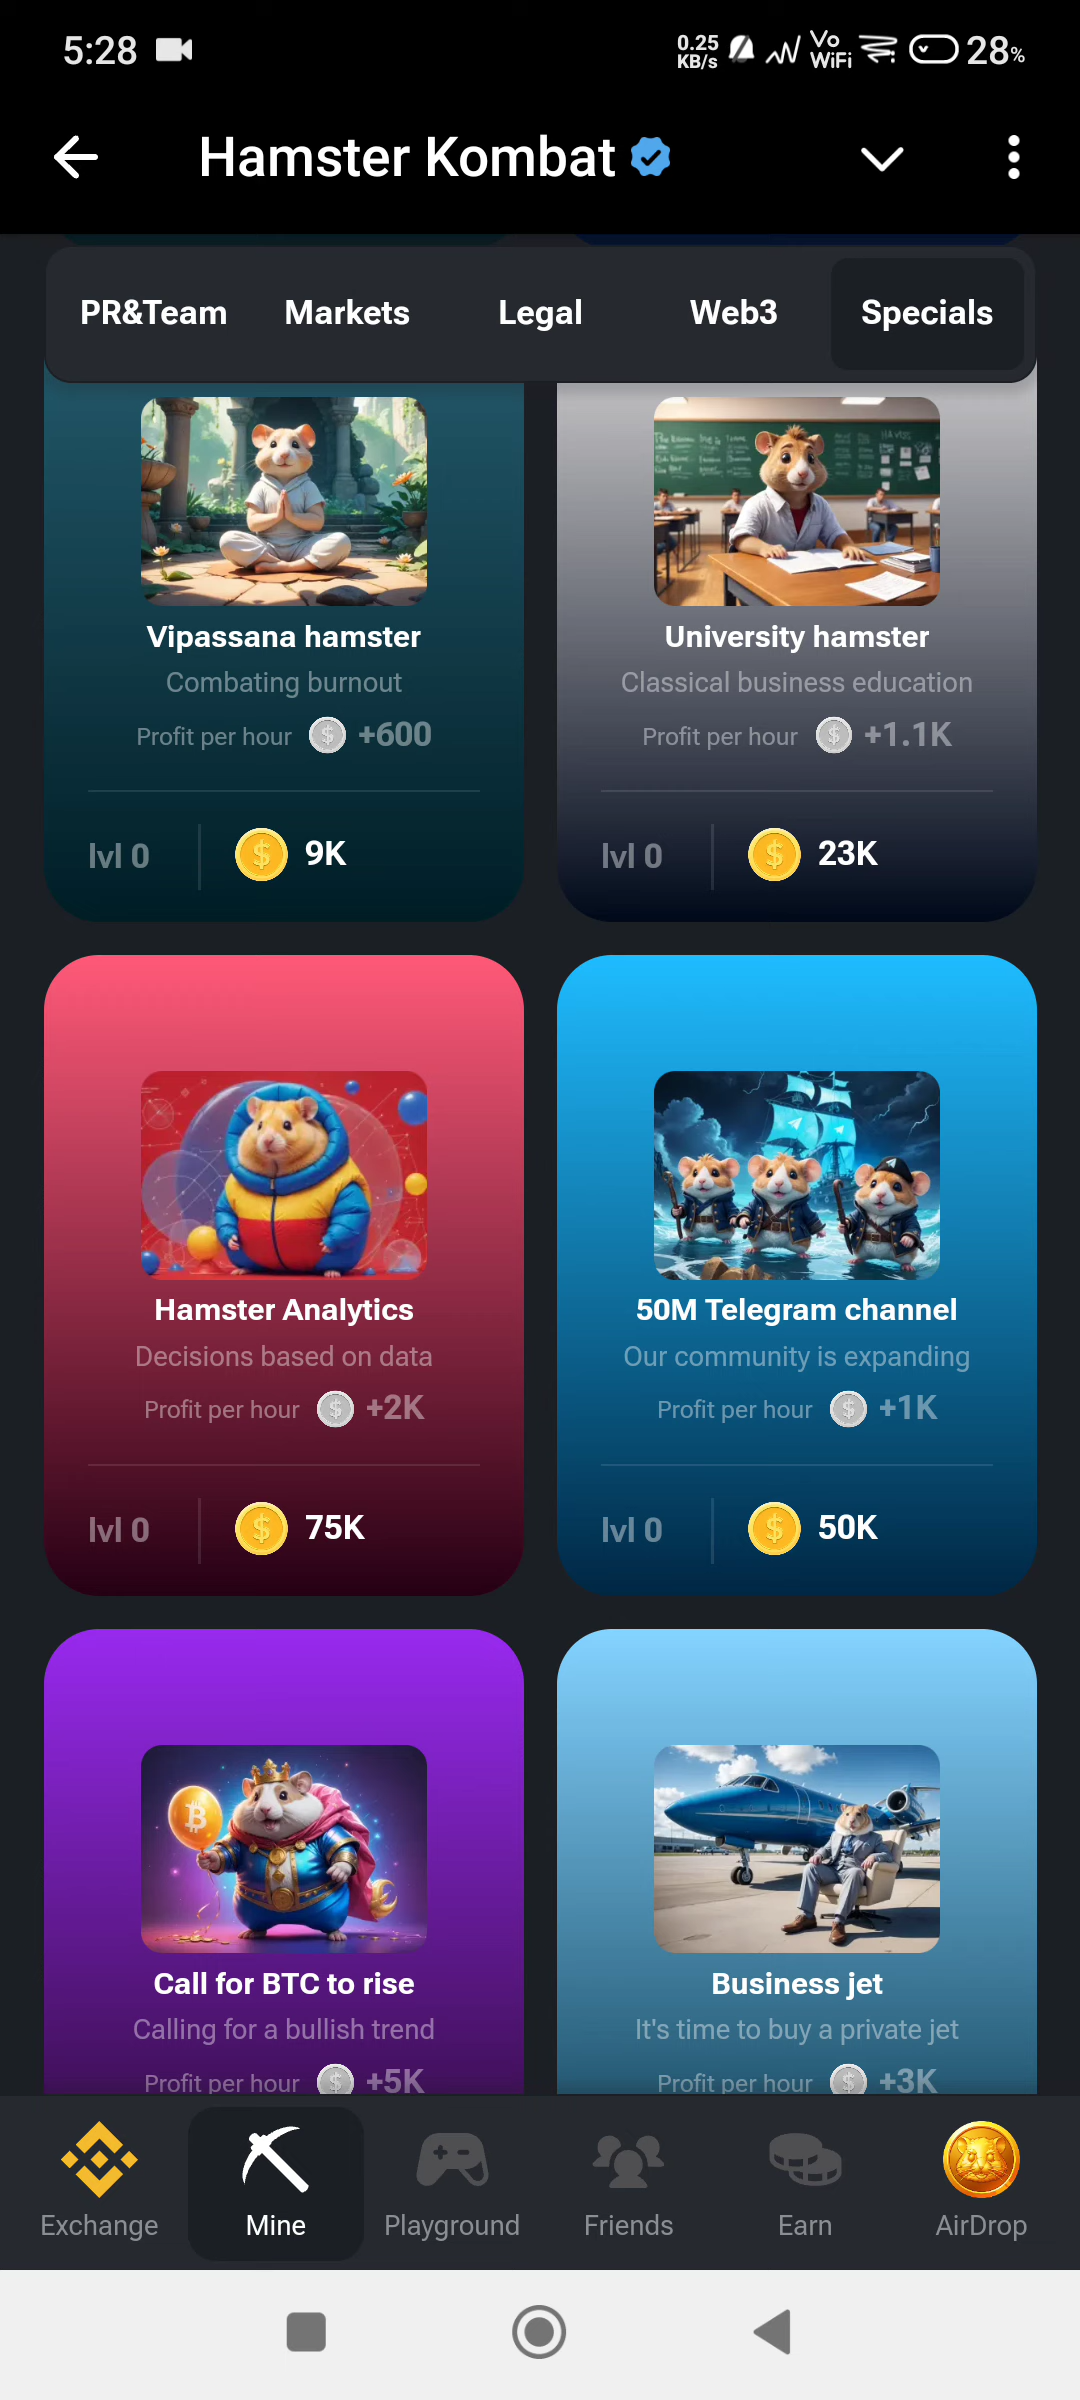 5:28
0.25
KB/s
Vo
WiFi
28%
Hamster Kombat
PR&Team
Markets
Legal
Web3
Specials
Vipassana hamster
Combating burnout
Profit per hour +600
lvl 0
9K
University hamster
Classical business education
Profit per hour +1.1K
lvl 0
23K
Hamster Analytics
Decisions based on data
Profit per hour +2K
lvl 0
75K
50M Telegram channel
Our community is expanding
Profit per hour +1K
lvl 0
50K
Call for BTC to rise
Calling for a bullish trend
Profit per hour +5K
Business jet
It's time to buy a private jet
Profit per hour +3K
Exchange
Mine
Playground
Friends
Earn
AirDrop